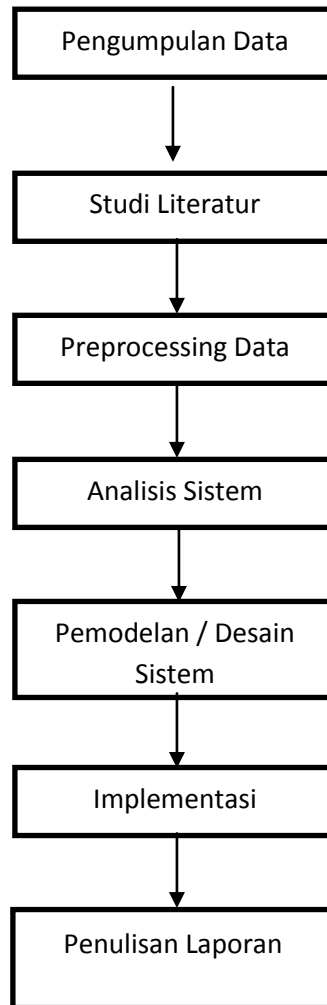 Pengumpulan Data
Studi Literatur
Preprocessing Data
Analisis Sistem
Pemodelan / Desain
Sistem
Implementasi
Penulisan Laporan